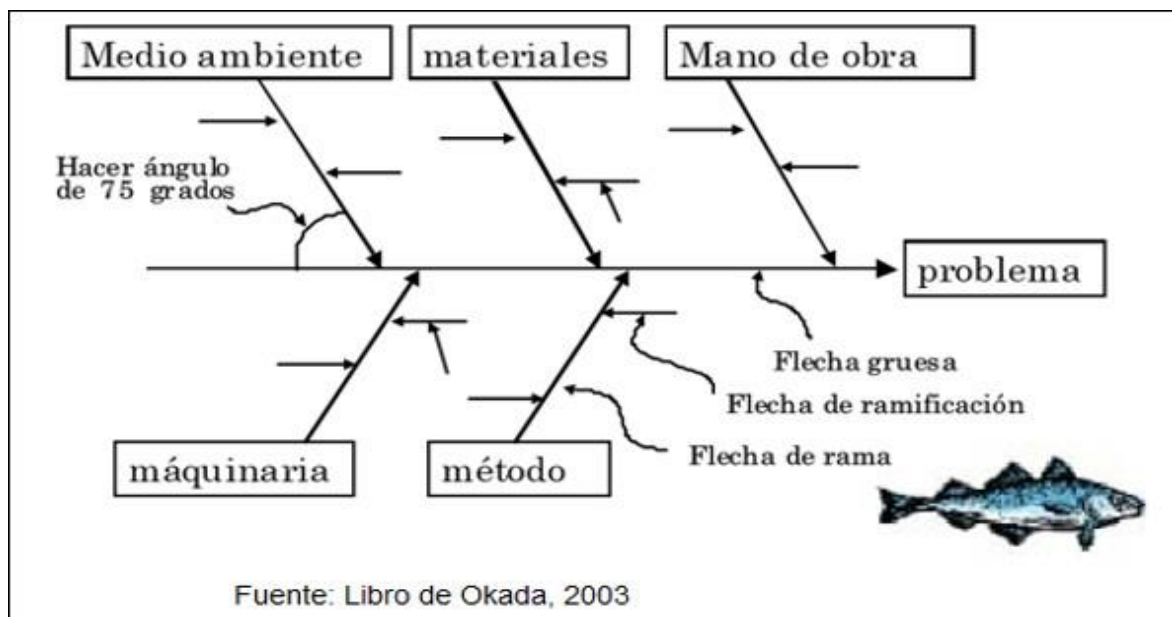 Medio ambiente
materiales
Mano de obra
Hacer ángulo
de 75 grados
problema
Flecha gruesa
Flecha de ramificación
Flecha de rama
máquinaria
método
Fuente: Libro de Okada, 2003